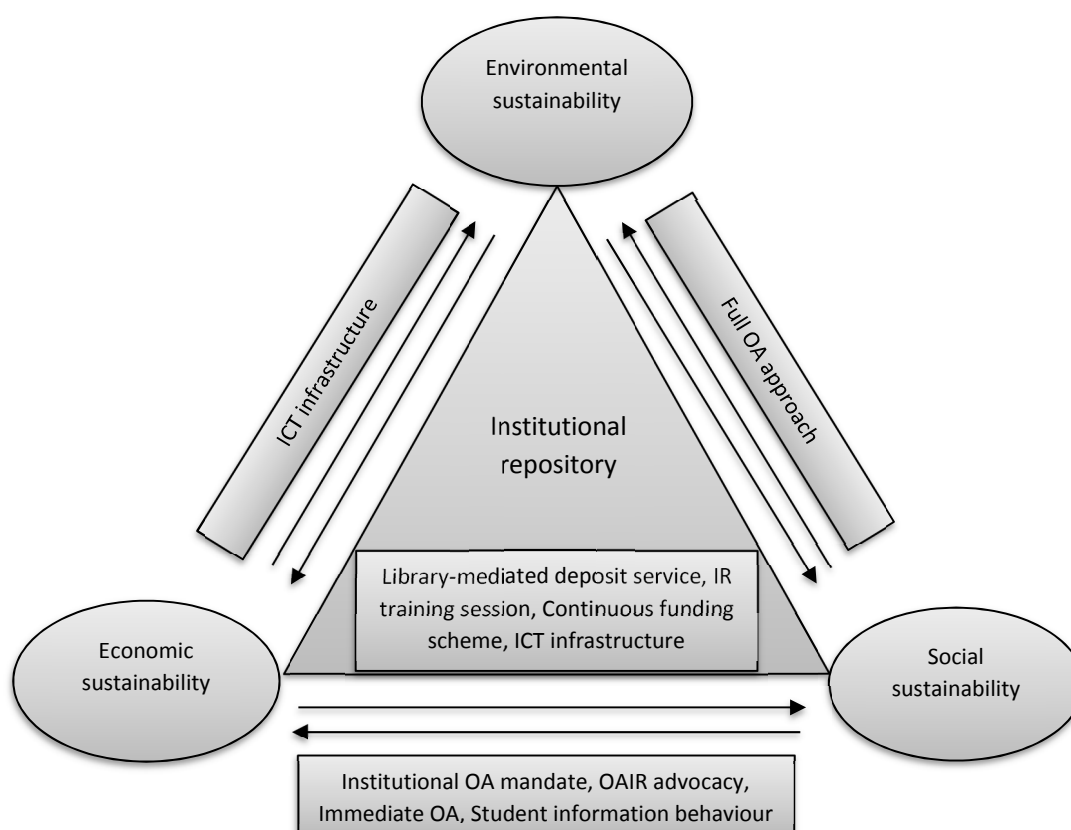 Environmental
sustainability
ICT infrastructure
Full OA approach
Institutional
repository
Library-mediated deposit service, IR
training session, Continuous funding
scheme, ICT infrastructure
Economic
sustainability
Social
sustainability
Institutional OA mandate, OAIR advocacy,
Immediate OA, Student information behaviour